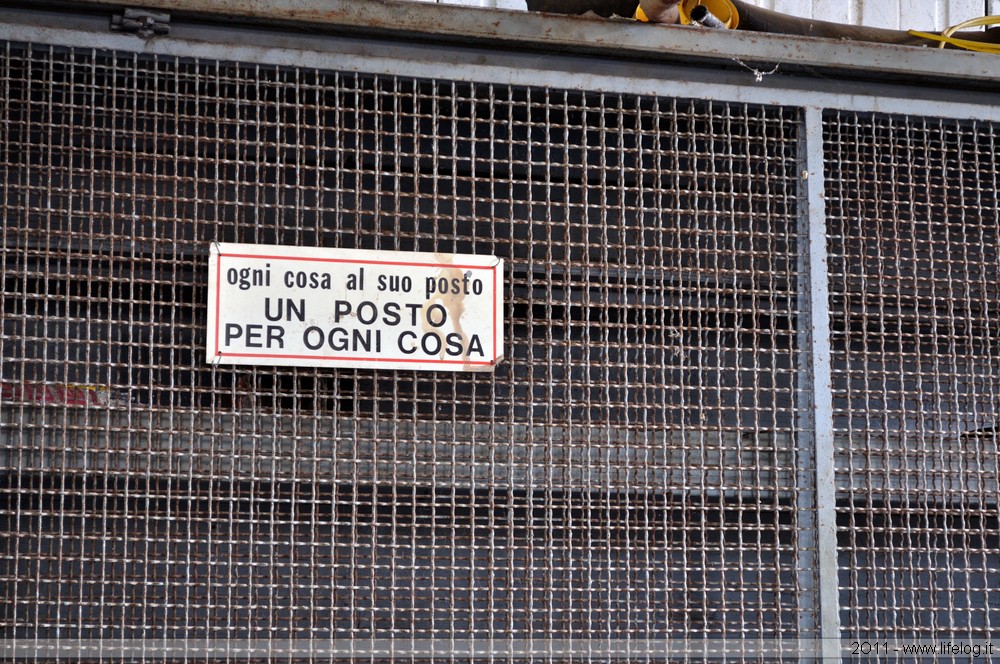 ogni cosa al suo posto
UN POSTO
PER OGNI COSA
2011 - www.lifelog.it